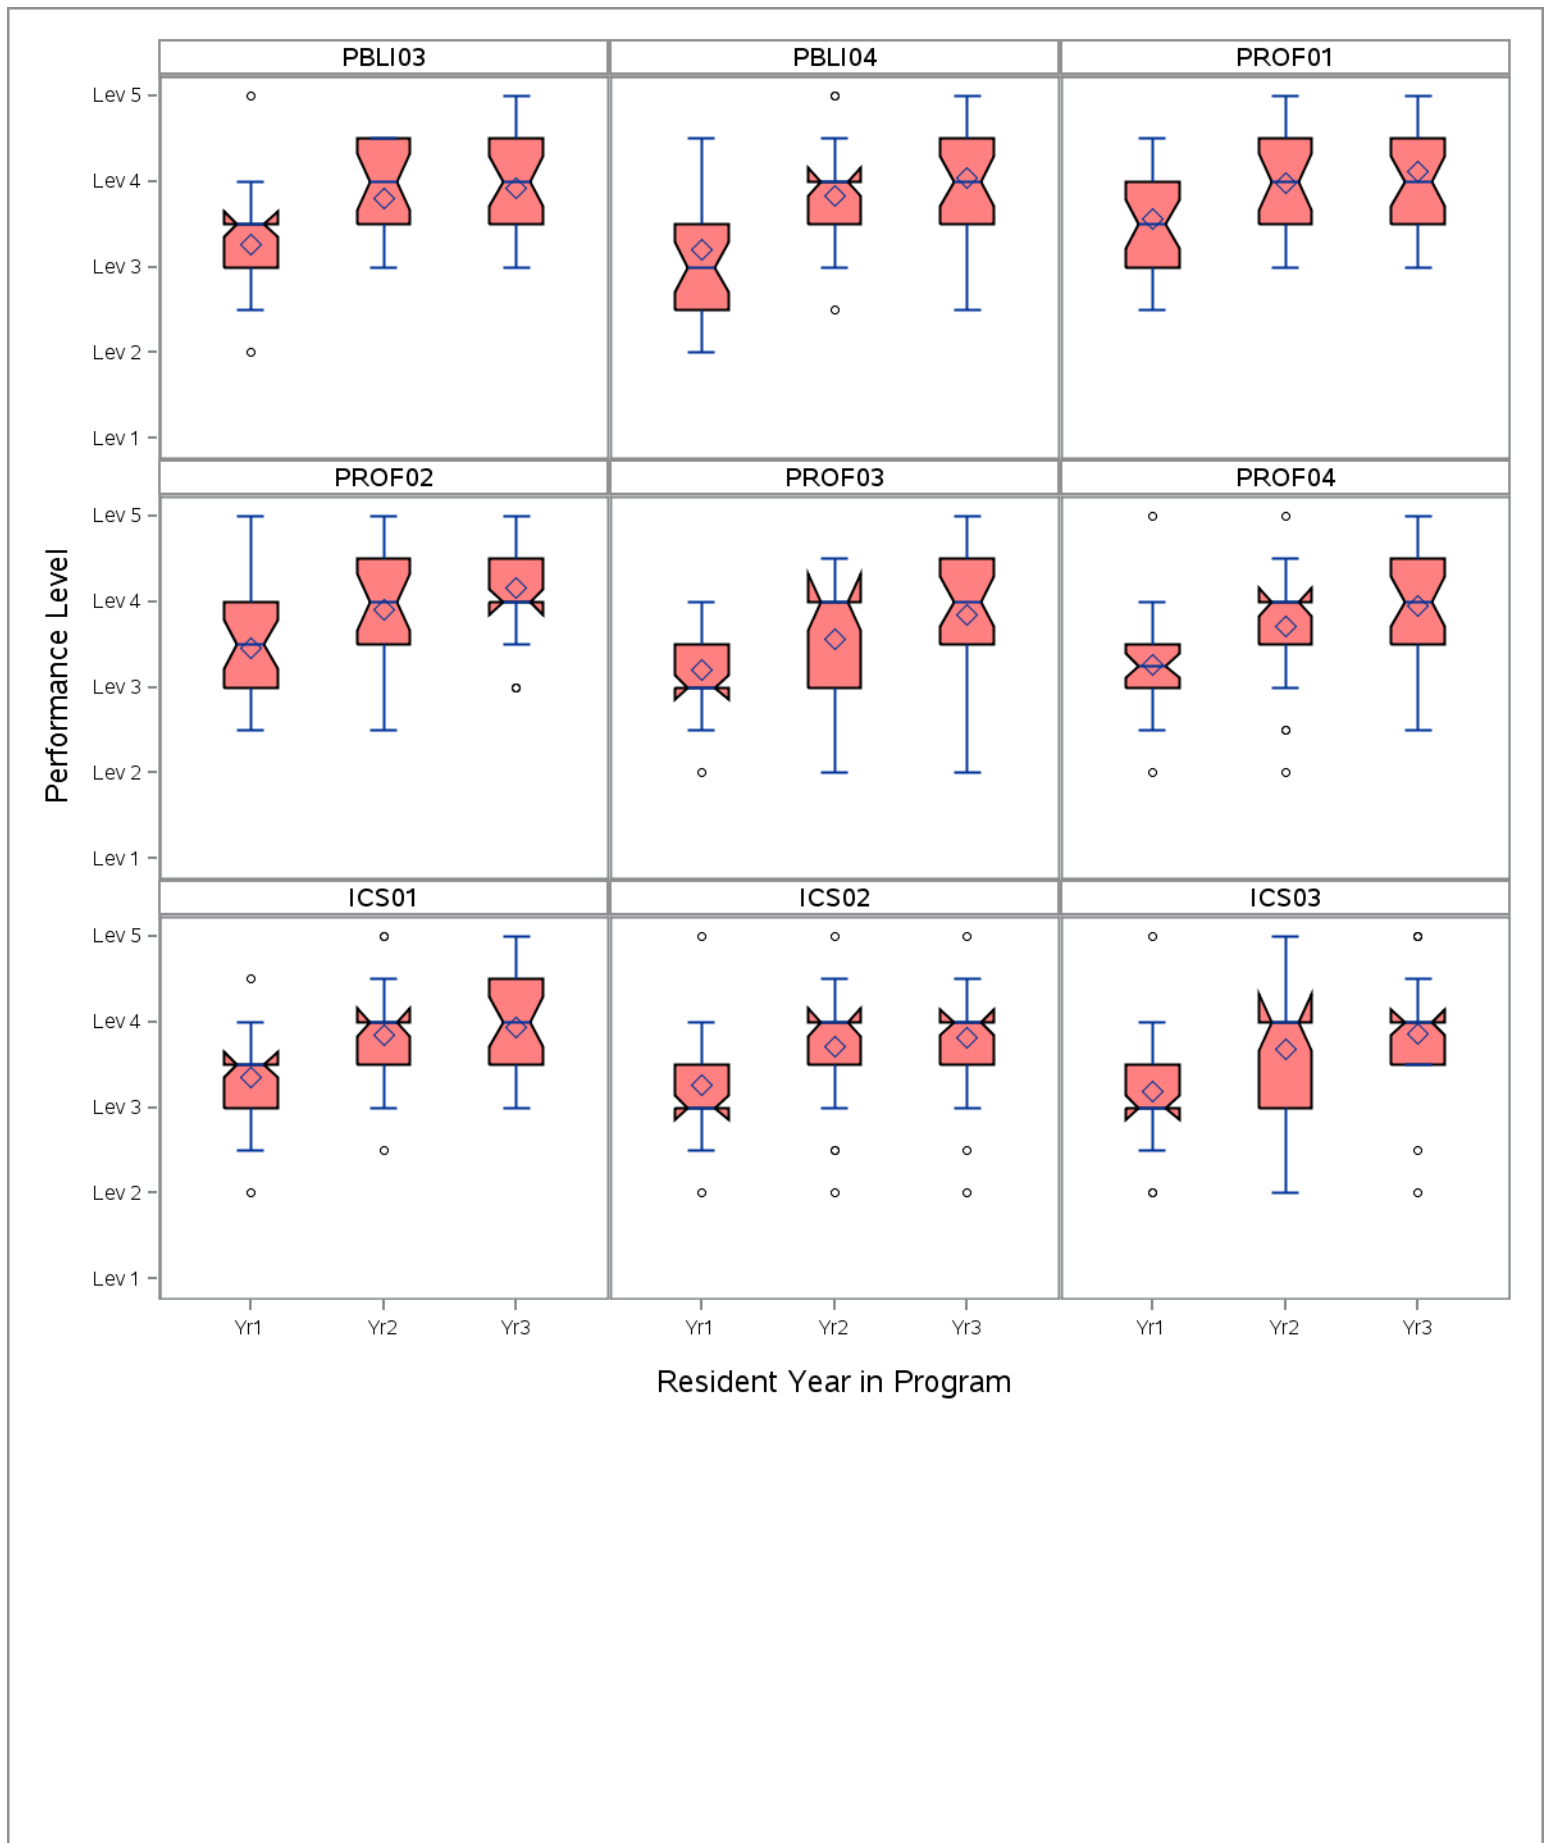 PBLI03 PBLI04 PROF01
Lev 5
Lev 4
Lev 3
Lev 2
Lev 1
PROF02 PROF03 PROF04
Lev 5
Lev 4
Lev 3
Lev 2
Lev 1
Performance Level
ICS01 ICS02 ICS03
Lev 5
Lev 4
Lev 3
Lev 2
Lev 1
Yr1 Yr2 Yr3 Yr1 Yr2 Yr3 Yr1 Yr2 Yr3
Resident Year in Program